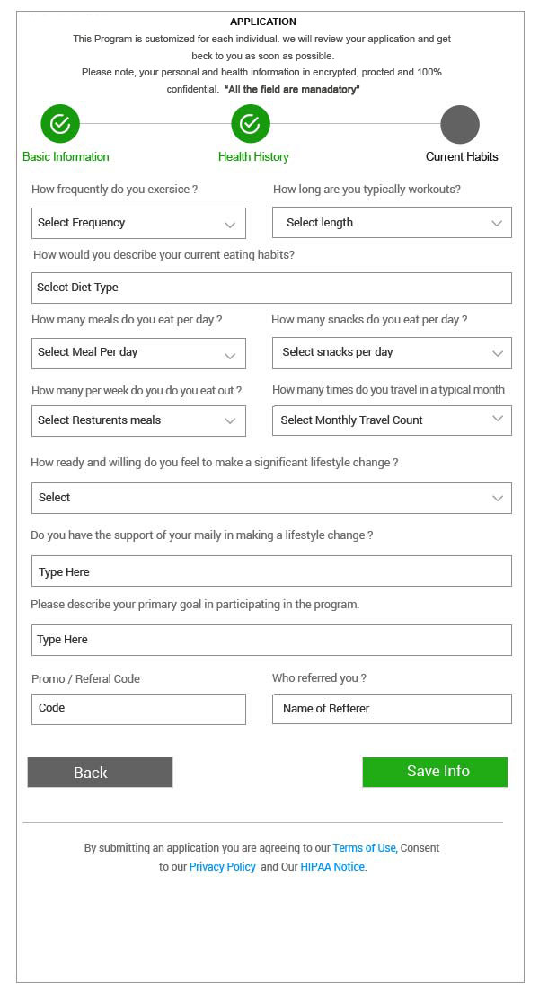 APPLICATION
This Program is customized for each individual. we will review your application and get
beck to you as soon as possible.
Please note, your personal and health information in encrypted, procted and 100%
confidential. “All the field are manadatory”
Basic Information Health History Current Habits
How frequently do you exersice ? How long are you typically workouts?
Select Frequency Select length
How would you describe your current eating habits?
Select Diet Type
How many meals do you eat per day ? How many snacks do you eat per day ?
Select Meal Per day Select snacks per day
How many per week do you do you eat out ? How many times do you travel in a typical month
Select Resturents meals Select Monthly Travel Count
How ready and willing do you feel to make a significant lifestyle change ?
Select
Do you have the support of your maily in making a lifestyle change ?
Type Here
Please describe your primary goal in participating in the program.
Type Here
Promo / Referal Code Who referred you ?
Code Name of Refferer
Back Save Info
By submitting an application you are agreeing to our Terms of Use, Consent
to our Privacy Policy and Our HIPAA Notice.